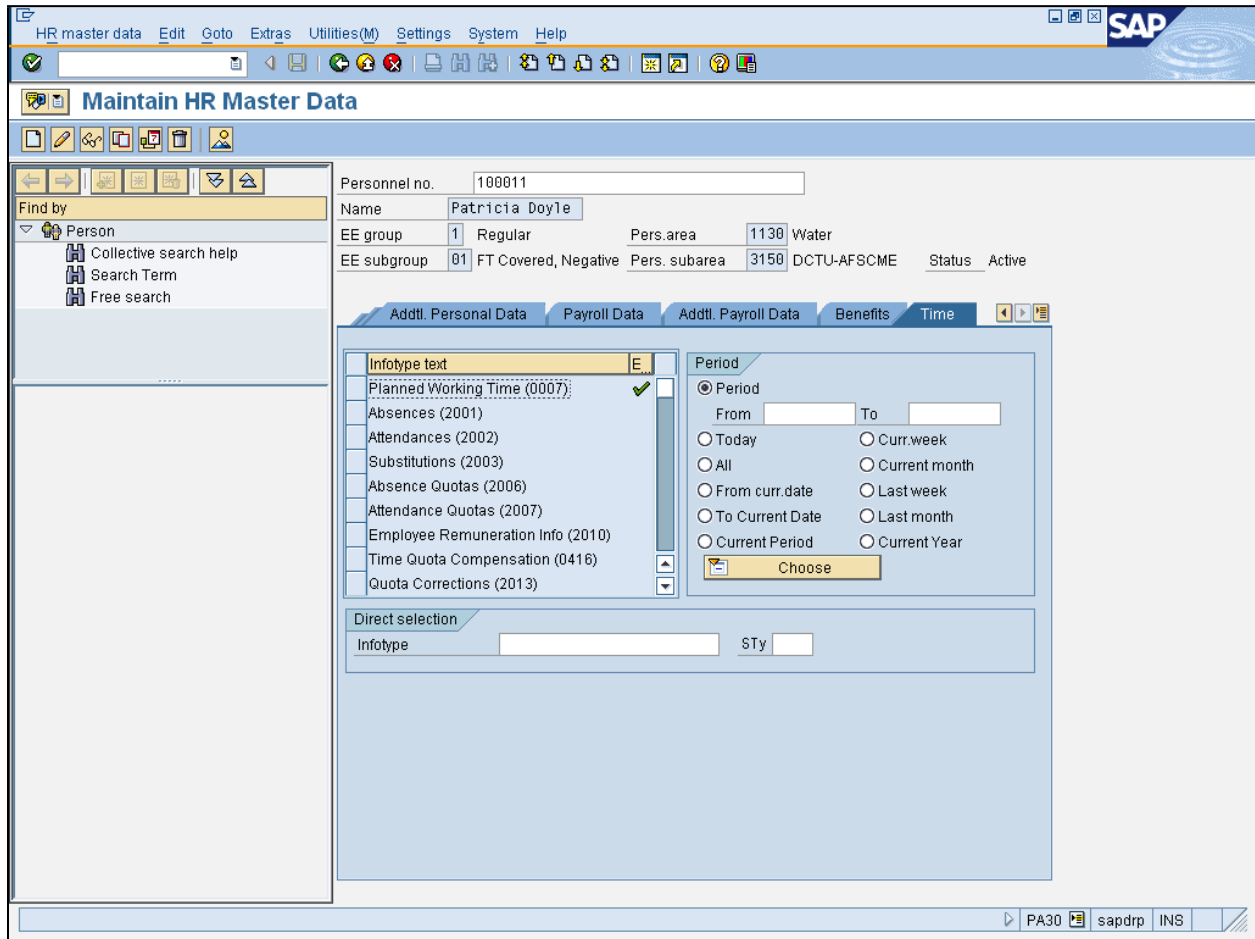 HR master data Edit Goto Extras Utilities(M) Settings System Help
SAP
Maintain HR Master Data
Find by
Person
Collective search help
Search Term
Free search
Personnel no. 100011
Name Patricia Doyle
EE group 1 Regular Pers.area 1130 Water
EE subgroup 01 FT Covered, Negative Pers. subarea 3150 DCTU-AFSCME Status Active
Addtl. Personal Data Payroll Data Addtl. Payroll Data Benefits Time
Infotype text E...
Planned Working Time (0007)
Absences (2001)
Attendances (2002)
Substitutions (2003)
Absence Quotas (2006)
Attendance Quotas (2007)
Employee Remuneration Info (2010)
Time Quota Compensation (0416)
Quota Corrections (2013)
Period
Period
From To
Today Curr.week
All Current month
From curr.date Last week
To Current Date Last month
Current Period Current Year
Choose
Direct selection
Infotype STy
PA30 sapdrp INS